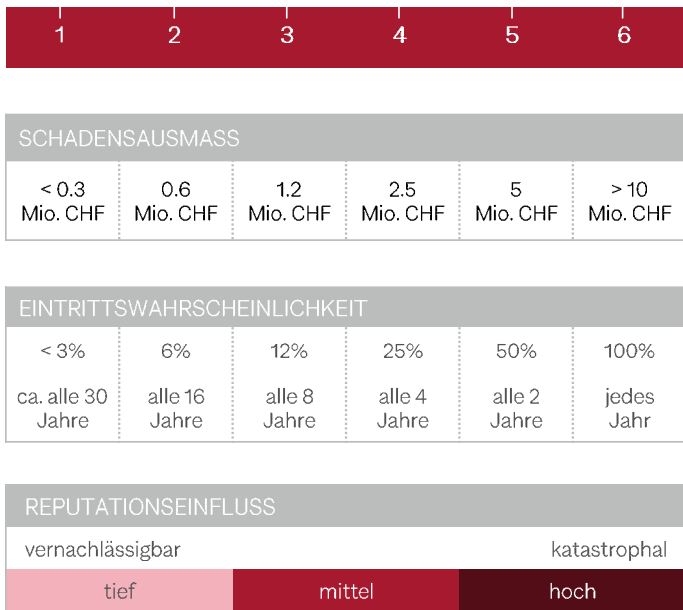 1 2 3 4 5 6
SCHADENSAUSMASS
< 0.3 0.6 1.2 2.5 5 > 10
Mio. CHF Mio. CHF Mio. CHF Mio. CHF Mio. CHF Mio. CHF
EINTRITTSWAHRSCHEINLICHKEIT
< 3% 6% 12% 25% 50% 100%
ca. alle 30 alle 16 alle 8 alle 4 alle 2 jedes
Jahre Jahre Jahre Jahre Jahre Jahr
REPUTATIONSEINFLUSS
vernachlässigbar katastrophal
tief mittel hoch